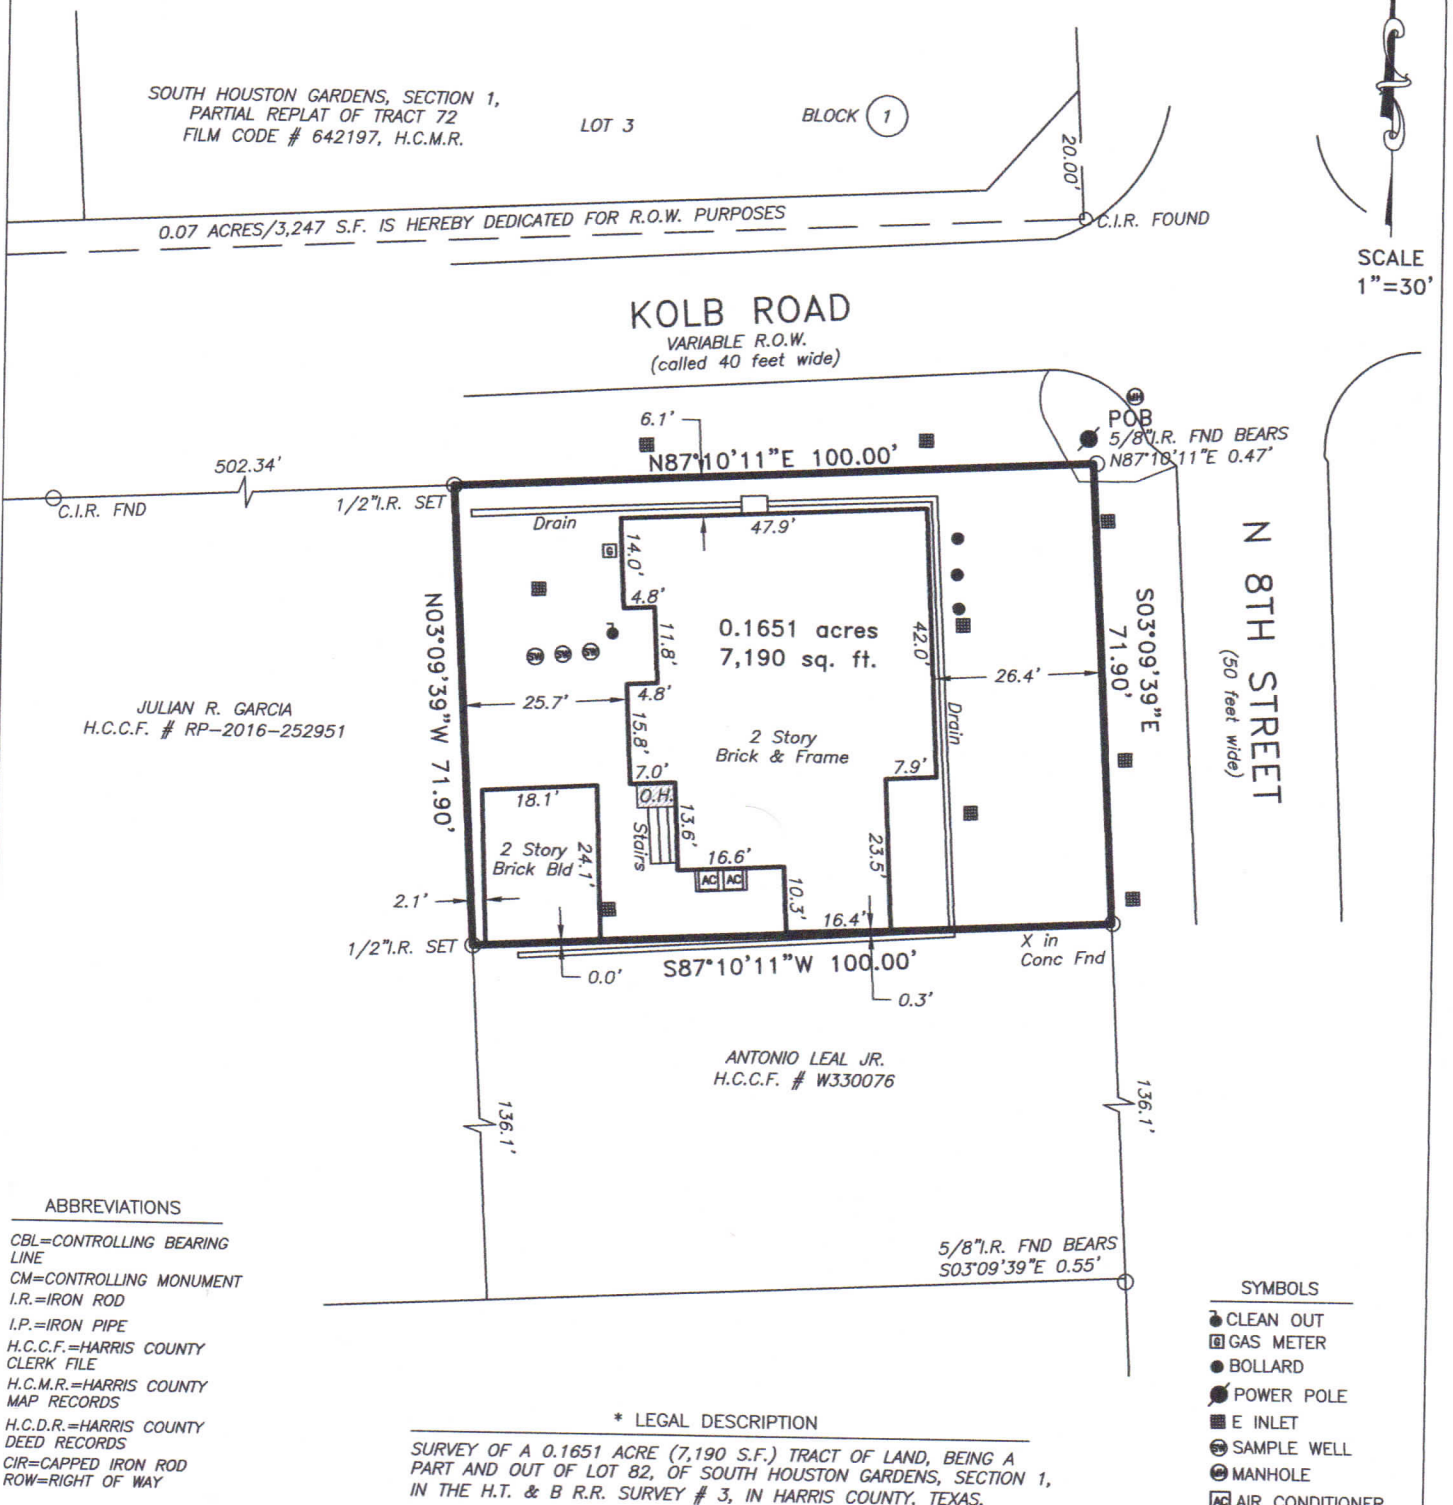 SOUTH HOUSTON GARDENS, SECTION 1,
PARTIAL REPLAT OF TRACT 72
FILM CODE # 642197, H.C.M.R.
LOT 3
BLOCK 1
20.00'
0.07 ACRES/3,247 S.F. IS HEREBY DEDICATED FOR R.O.W. PURPOSES
C.I.R. FOUND
SCALE
1"=30'
KOLB ROAD
VARIABLE R.O.W.
(called 40 feet wide)
6.1'
MH
POB
5/8"I.R. FND BEARS
N87°10'11"E 0.47'
N87°10'11"E 100.00'
502.34'
C.I.R. FND
1/2"I.R. SET
Drain
47.9'
G
14.0'
4.8'
11.8'
0.1651 acres
7,190 sq. ft.
42.0'
SW SW SW
4.8'
25.7'
26.4'
N03°09'39"W 71.90'
S03°09'39"E
71.90'
N 8TH STREET
(50 feet wide)
JULIAN R. GARCIA
H.C.C.F. # RP-2016-252951
15.8'
2 Story
Brick & Frame
Drain
7.0'
7.9'
O.H.
18.1'
Stairs
13.6'
2 Story
Brick Bld
24.1'
16.6'
23.5'
AC AC
10.3'
2.1'
16.4'
1/2"I.R. SET
0.0'
S87°10'11"W 100.00'
X in
Conc Fnd
0.3'
ANTONIO LEAL JR.
H.C.C.F. # W330076
136.1'
136.1'
5/8"I.R. FND BEARS
S03°09'39"E 0.55'
ABBREVIATIONS
CBL=CONTROLLING BEARING
LINE
CM=CONTROLLING MONUMENT
I.R.=IRON ROD
I.P.=IRON PIPE
H.C.C.F.=HARRIS COUNTY
CLERK FILE
H.C.M.R.=HARRIS COUNTY
MAP RECORDS
H.C.D.R.=HARRIS COUNTY
DEED RECORDS
CIR=CAPPED IRON ROD
ROW=RIGHT OF WAY
* LEGAL DESCRIPTION
SURVEY OF A 0.1651 ACRE (7,190 S.F.) TRACT OF LAND, BEING A
PART AND OUT OF LOT 82, OF SOUTH HOUSTON GARDENS, SECTION 1,
IN THE H.T. & B R.R. SURVEY # 3, IN HARRIS COUNTY, TEXAS.
SYMBOLS
CLEAN OUT
G GAS METER
BOLLARD
POWER POLE
E INLET
SW SAMPLE WELL
MH MANHOLE
AC AIR CONDITIONER